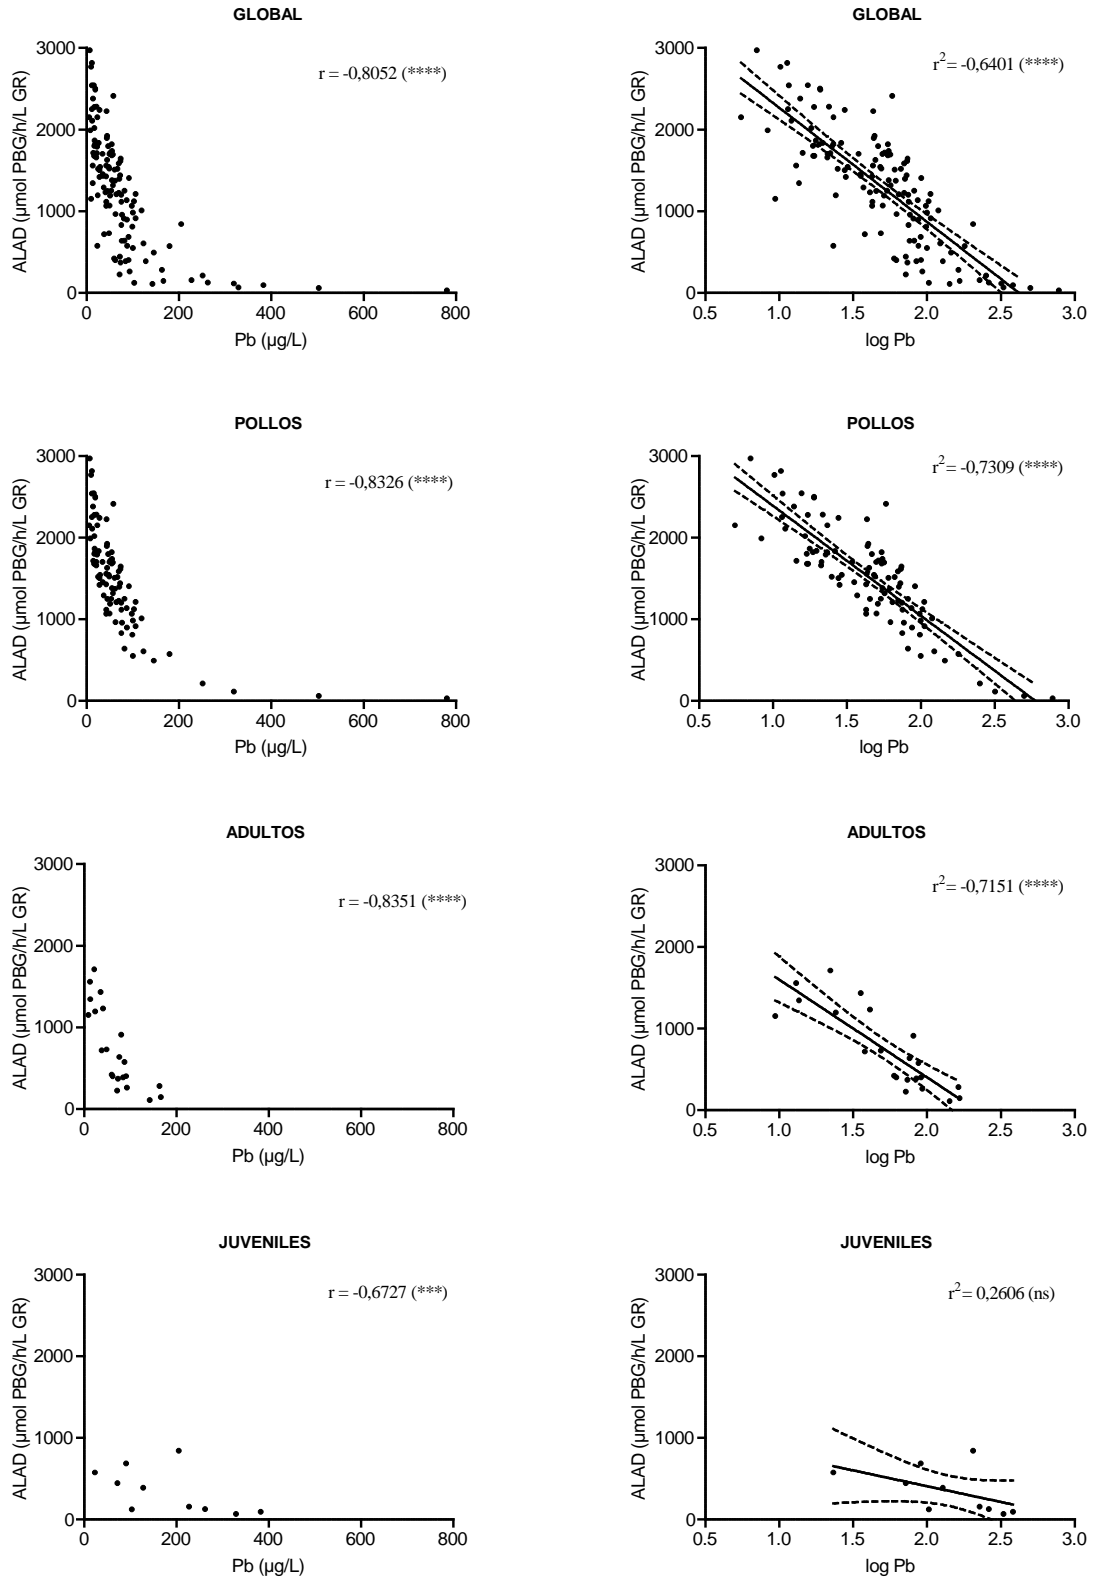 GLOBAL
r = -0,8052 (****)
ALAD (µmol PBG/h/L GR)
3000
2000
1000
0
0 200 400 600 800
Pb (µg/L)
GLOBAL
r2= -0,6401 (****)
ALAD (µmol PBG/h/L GR)
3000
2000
1000
0
0.5 1.0 1.5 2.0 2.5 3.0
log Pb
POLLOS
r = -0,8326 (****)
ALAD (µmol PBG/h/L GR)
3000
2000
1000
0
0 200 400 600 800
Pb (µg/L)
POLLOS
r2= -0,7309 (****)
ALAD (µmol PBG/h/L GR)
3000
2000
1000
0
0.5 1.0 1.5 2.0 2.5 3.0
log Pb
ADULTOS
r = -0,8351 (****)
ALAD (µmol PBG/h/L GR)
3000
2000
1000
0
0 200 400 600 800
Pb (µg/L)
ADULTOS
r2= -0,7151 (****)
ALAD (µmol PBG/h/L GR)
3000
2000
1000
0
0.5 1.0 1.5 2.0 2.5 3.0
log Pb
JUVENILES
r = -0,6727 (***)
ALAD (µmol PBG/h/L GR)
3000
2000
1000
0
0 200 400 600 800
Pb (µg/L)
JUVENILES
r2= 0,2606 (ns)
ALAD (µmol PBG/h/L GR)
3000
2000
1000
0
0.5 1.0 1.5 2.0 2.5 3.0
log Pb